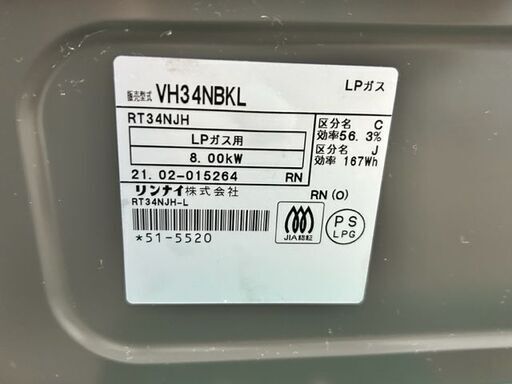 販売型式 VH34NBKL LPガス
RT34NJH
LPガス用
8.00kW
21.02-015264 RN
区分名 C
効率56.3%
区分名 J
効率 167Wh
リンナイ株式会社
RN(O)
RT34NJH-L
*51-5520
JIA認証
PS
LPG